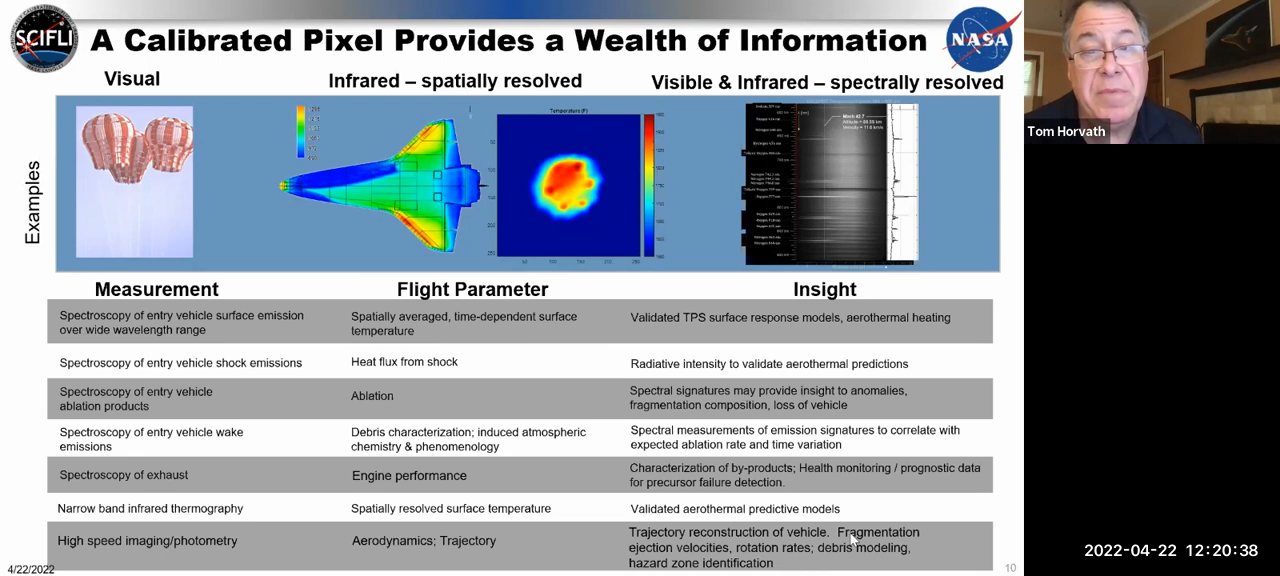 SCIFLI
A Calibrated Pixel Provides a Wealth of Information
NASA
Visual
Infrared – spatially resolved
Visible & Infrared – spectrally resolved
Examples
Temperature (F)
Mach 42.7
Tom Horvath
Measurement
Flight Parameter
Insight
Spectroscopy of entry vehicle surface emission
over wide wavelength range
Spatially averaged, time-dependent surface
temperature
Validated TPS surface response models, aerothermal heating
Spectroscopy of entry vehicle shock emissions
Heat flux from shock
Radiative intensity to validate aerothermal predictions
Spectroscopy of entry vehicle
ablation products
Ablation
Spectral signatures may provide insight to anomalies,
fragmentation composition, loss of vehicle
Spectroscopy of entry vehicle wake
emissions
Debris characterization; induced atmospheric
chemistry & phenomenology
Spectral measurements of emission signatures to correlate with
expected ablation rate and time variation
Spectroscopy of exhaust
Engine performance
Characterization of by-products; Health monitoring / prognostic data
for precursor failure detection.
Narrow band infrared thermography
Spatially resolved surface temperature
Validated aerothermal predictive models
High speed imaging/photometry
Aerodynamics; Trajectory
Trajectory reconstruction of vehicle. Fragmentation
ejection velocities, rotation rates; debris modeling,
hazard zone identification
4/22/2022
10
2022-04-22 12:20:38